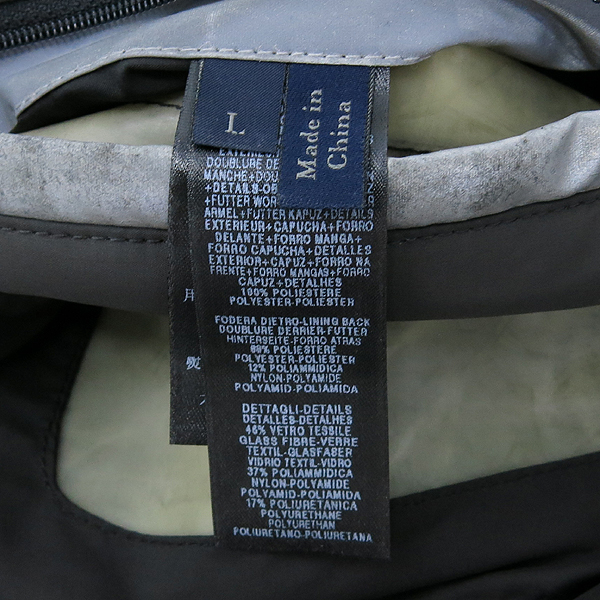 L
Made in
China
DOUBLURE DE
MANCHE+DOU
+DETAILS-OB
+FUTTER WOR
ARMEL+FUTTER KAPUZ+DETAILS
EXTERIEUR+CAPUCHA+FORRO
DELANTE+FORRO MANGA+
FORRO CAPUCHA+DETALLES
EXTERIOR+CAPUZ+FORRO NA
FRENTE+FORRO MANGAS+FORRO
CAPUZ+DETALHES
100% POLIESTERE
POLYESTER-POLIESTER
FODERA DIETRO-LINING BACK
DOUBLURE DERRIER-FUTTER
HINTERSEITE-FORRO ATRAS
88% POLIESTERE
POLYESTER-POLIESTER
12% POLIAMMIDICA
NYLON-POLYAMIDE
POLYAMID-POLIAMIDA
DETTAGLI-DETAILS
DETALLES-DETALHES
46% VETRO TESSILE
GLASS FIBRE-VERRE
TEXTIL-GLASFASER
VIDRIO TEXTIL-VIDRO
37% POLIAMMIDICA
NYLON-POLYAMIDE
POLYAMID-POLIAMIDA
17% POLIURETANICA
POLYURETHANE
POLYURETHAN
POLIURETANO-POLIURETANA